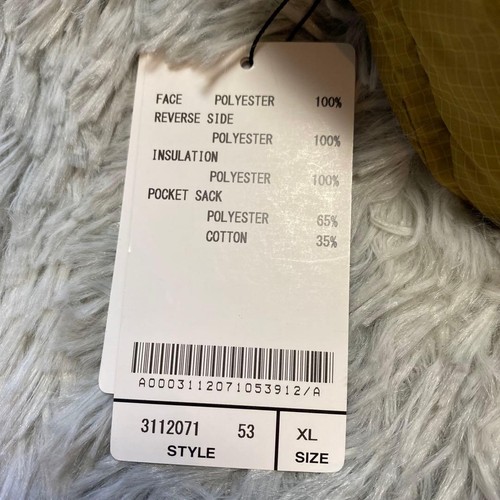 FACE POLYESTER 100%
REVERSE SIDE
POLYESTER 100%
INSULATION
POLYESTER 100%
POCKET SACK
POLYESTER 65%
COTTON 35%
A0003112071053912/A
3112071 53 XL
STYLE SIZE